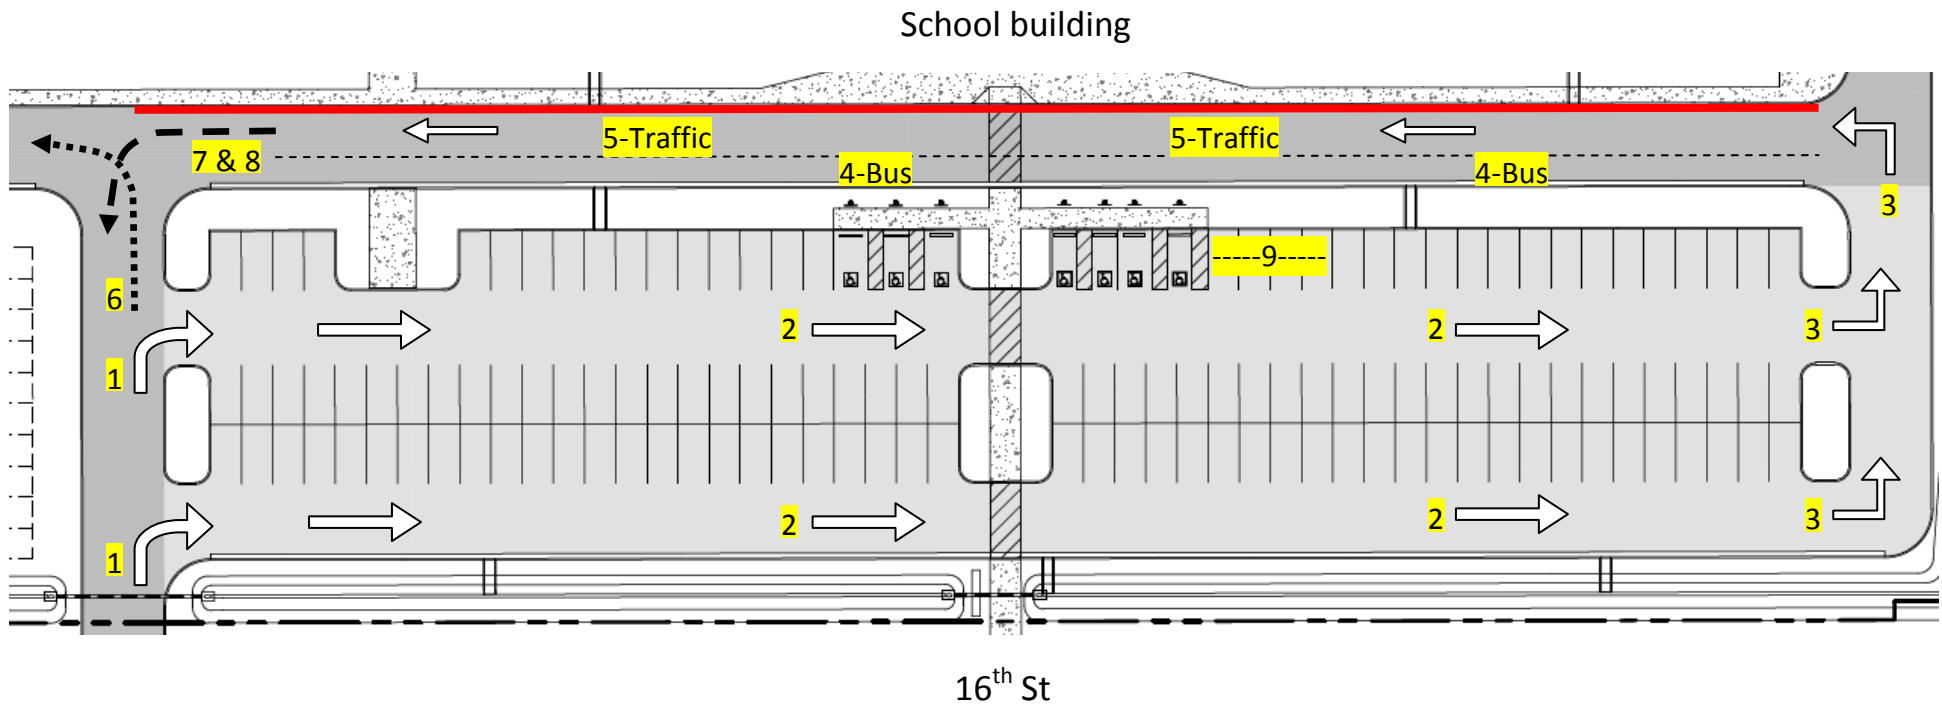 School building
5-Traffic
5-Traffic
7 & 8
4-Bus
4-Bus
3
-----9-----
6
2
2
3
1
2
2
3
1
16th St